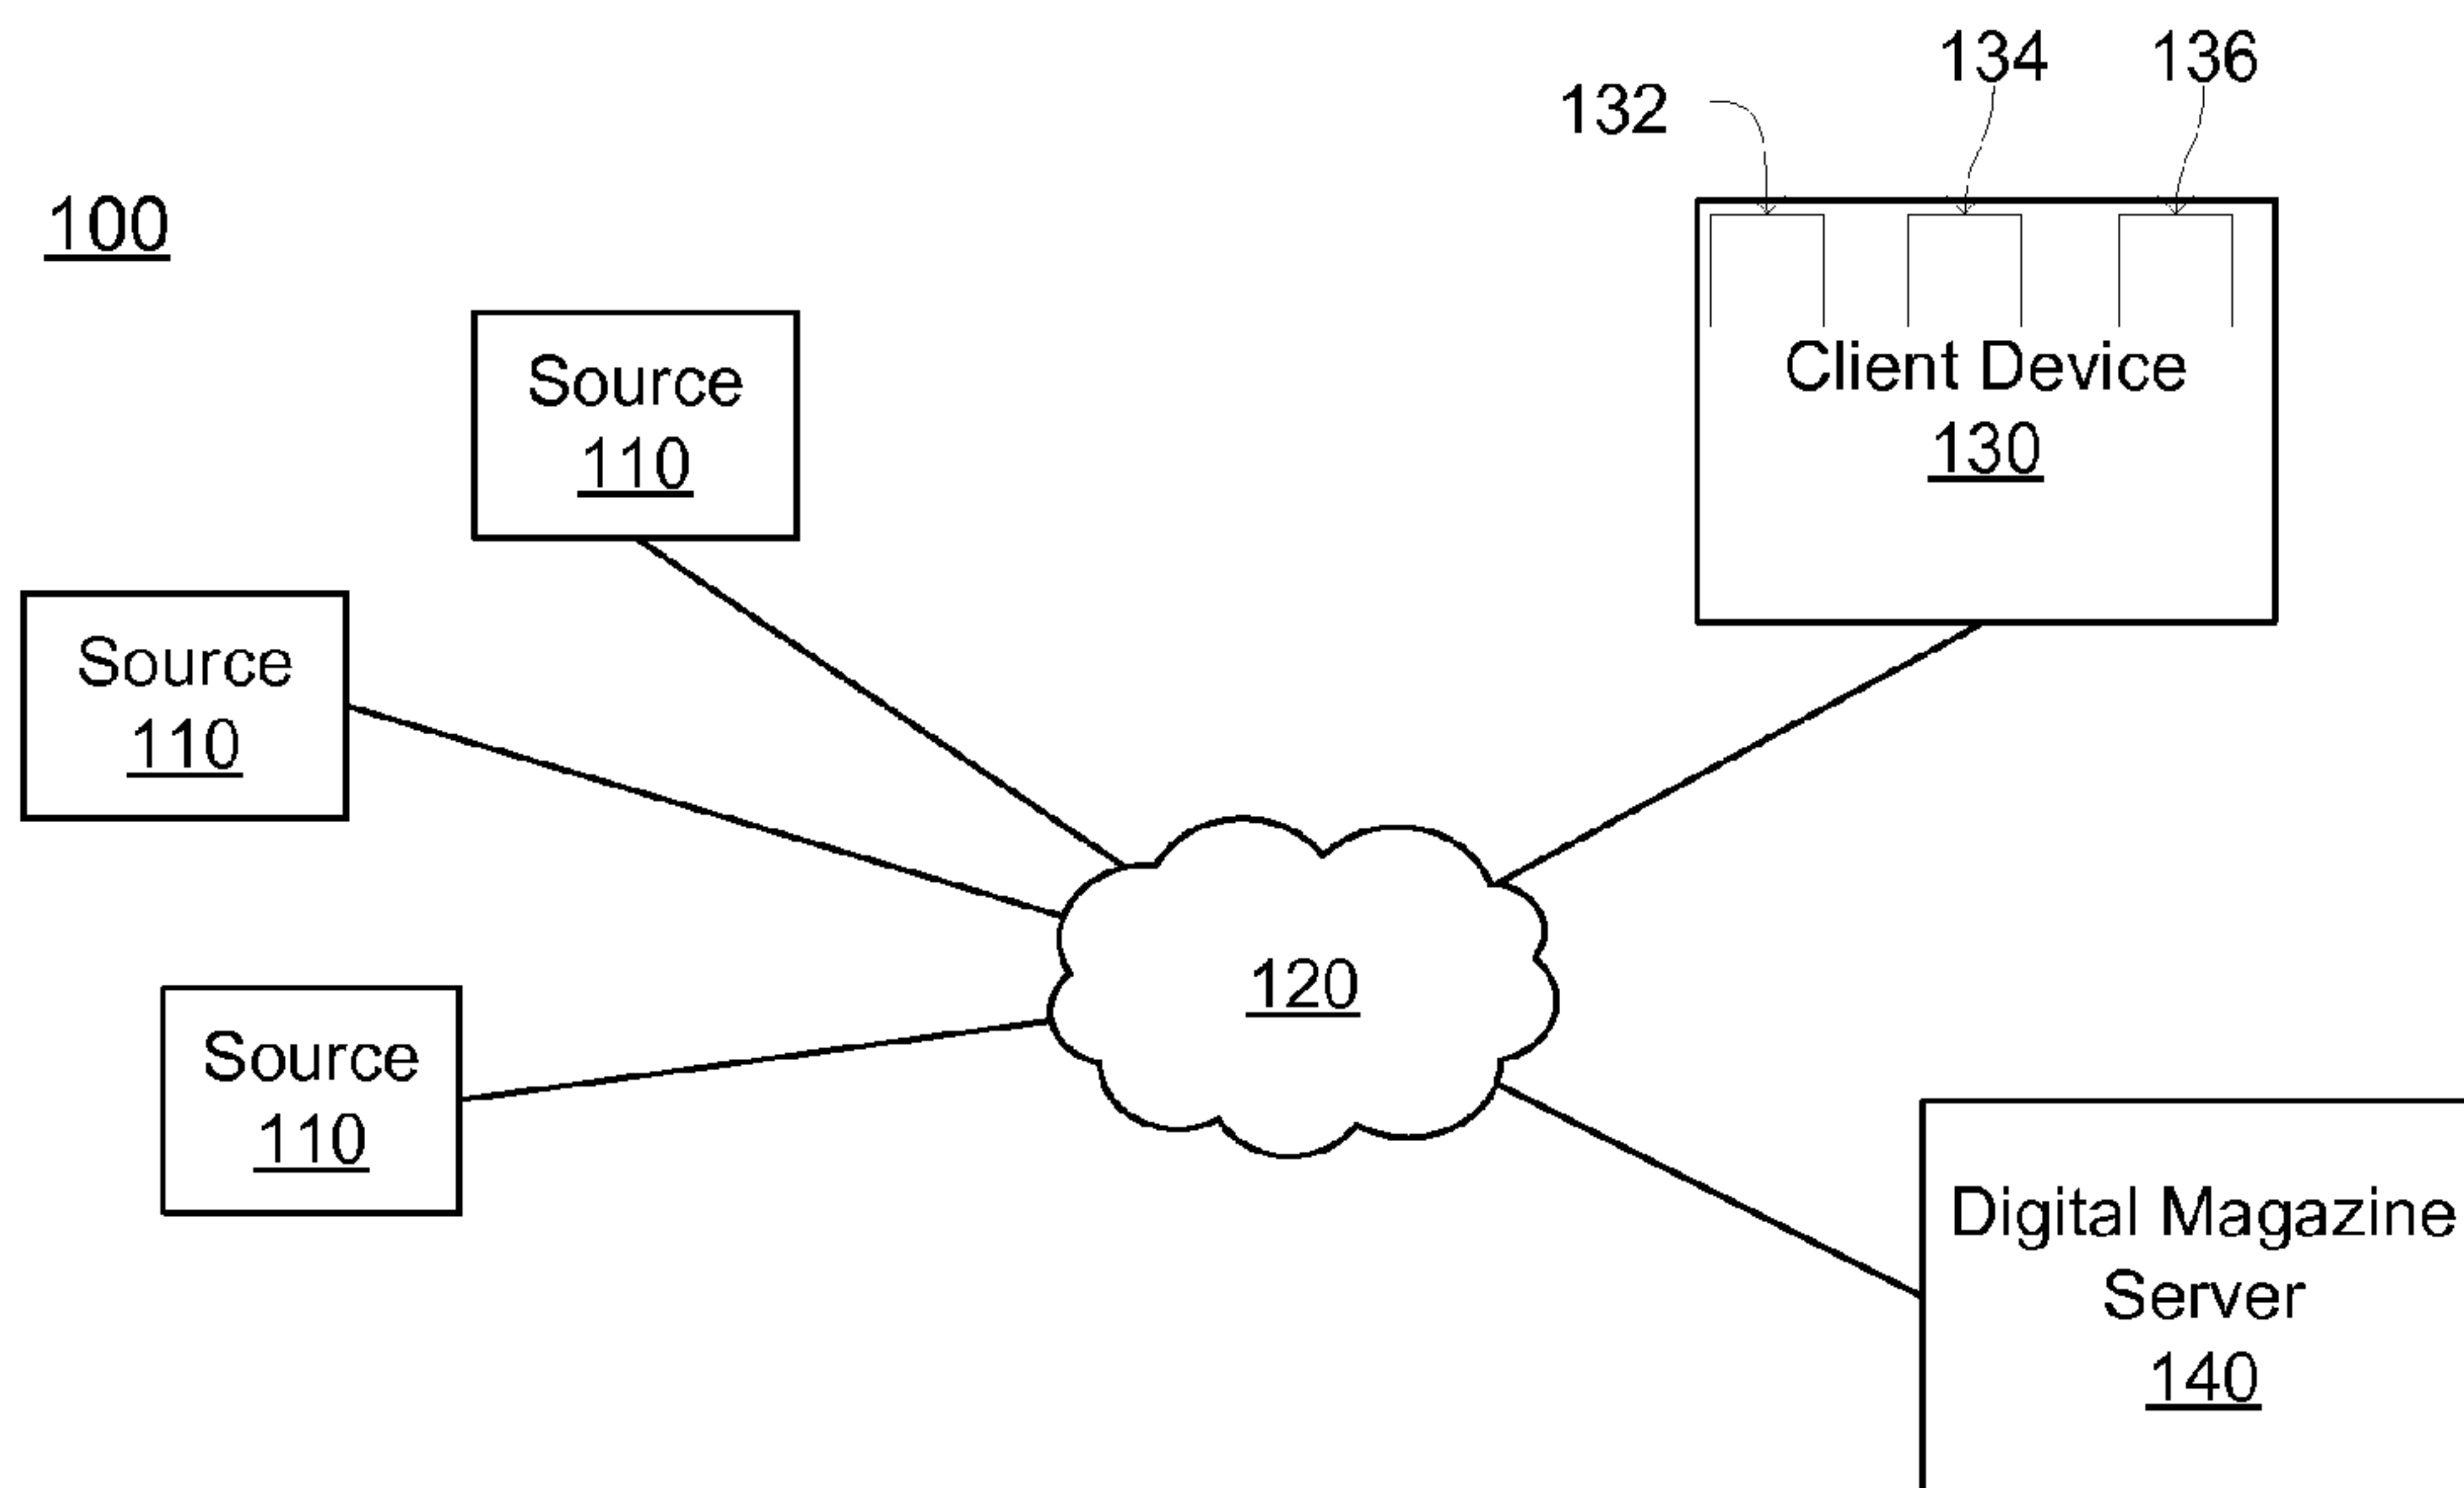 134
136
132
100
Source
110
Client Device
130
Source
110
120
Source
110
Digital Magazine
Server
140